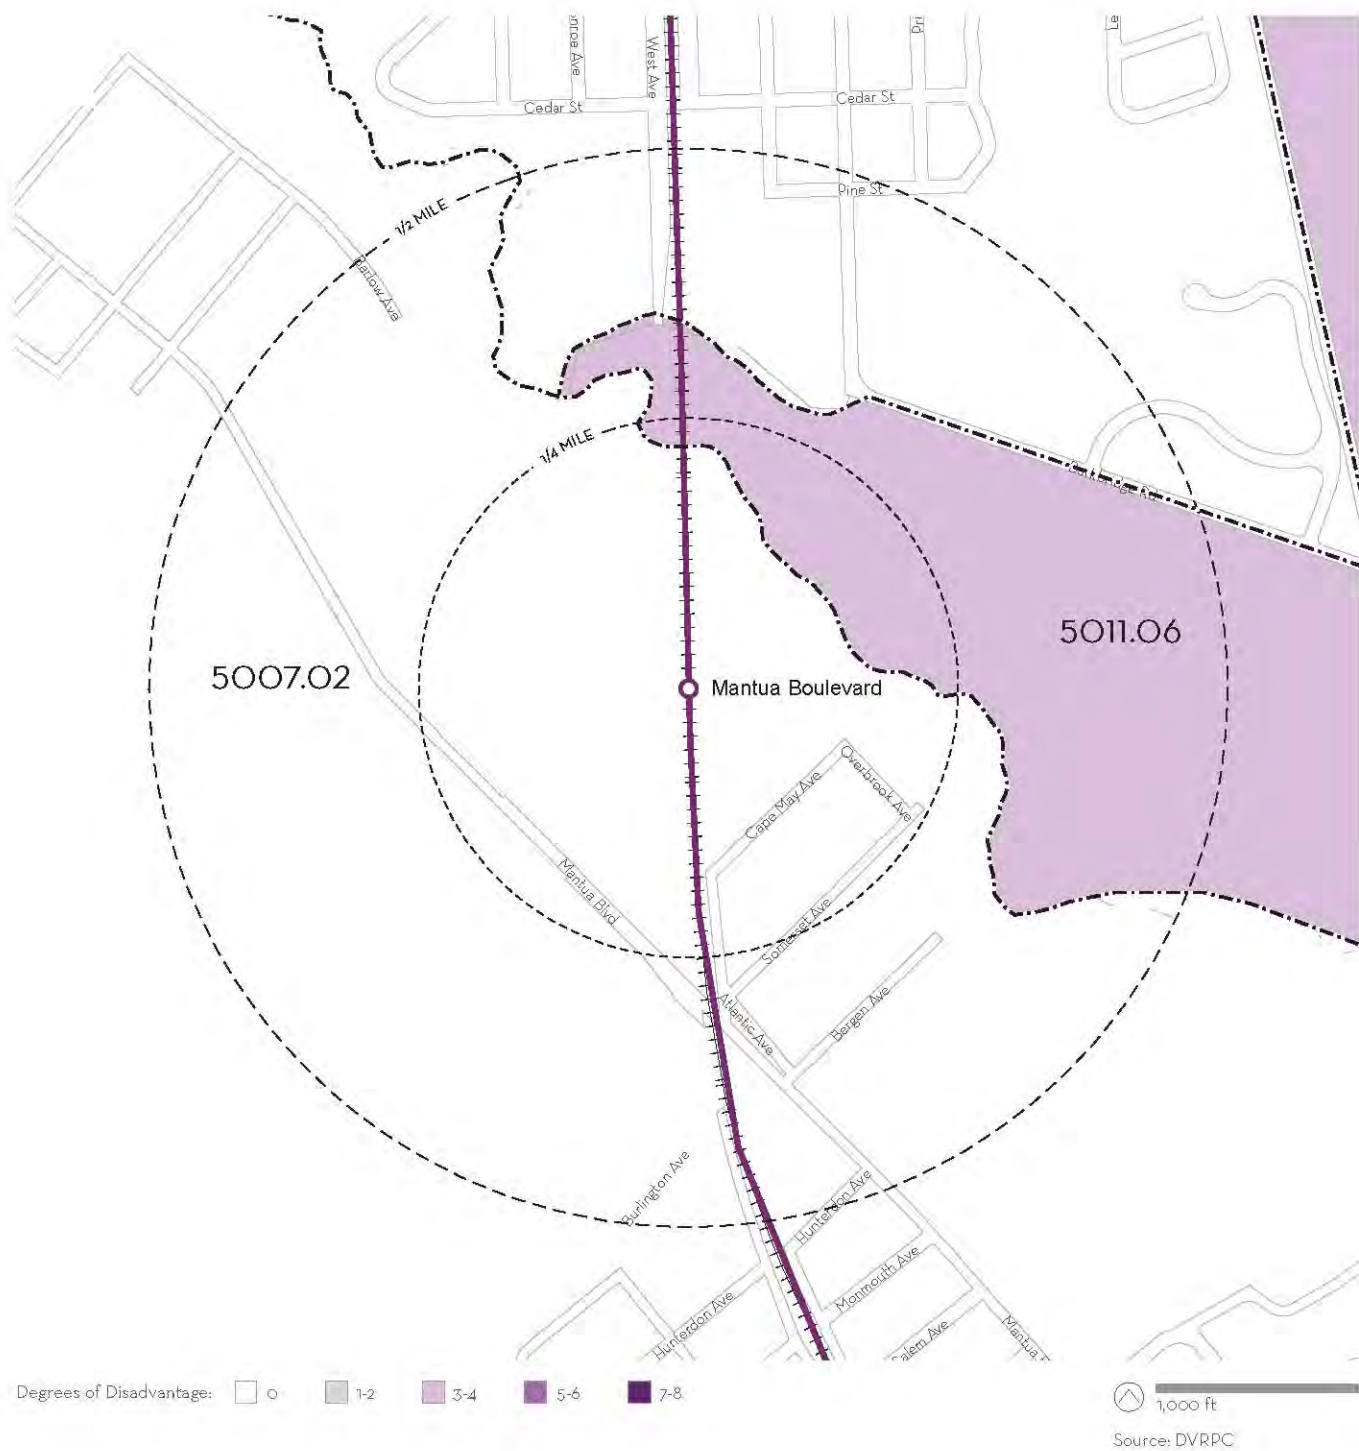 West Ave
Cedar St
Cedar St
Pine St
1/2 MILE
1/4 MILE
5011.06
5007.02
Mantua Boulevard
Overbrook Ave
Cape May Ave
Mantua Blvd
Somerset Ave
Atlantic Ave
Bergen Ave
Burlington Ave
Hunterdon Ave
Monmouth Ave
Hunterdon Ave
Mantua
Degrees of Disadvantage: 0 1-2 3-4 5-6 7-8
1,000 ft
Source: DVRPC